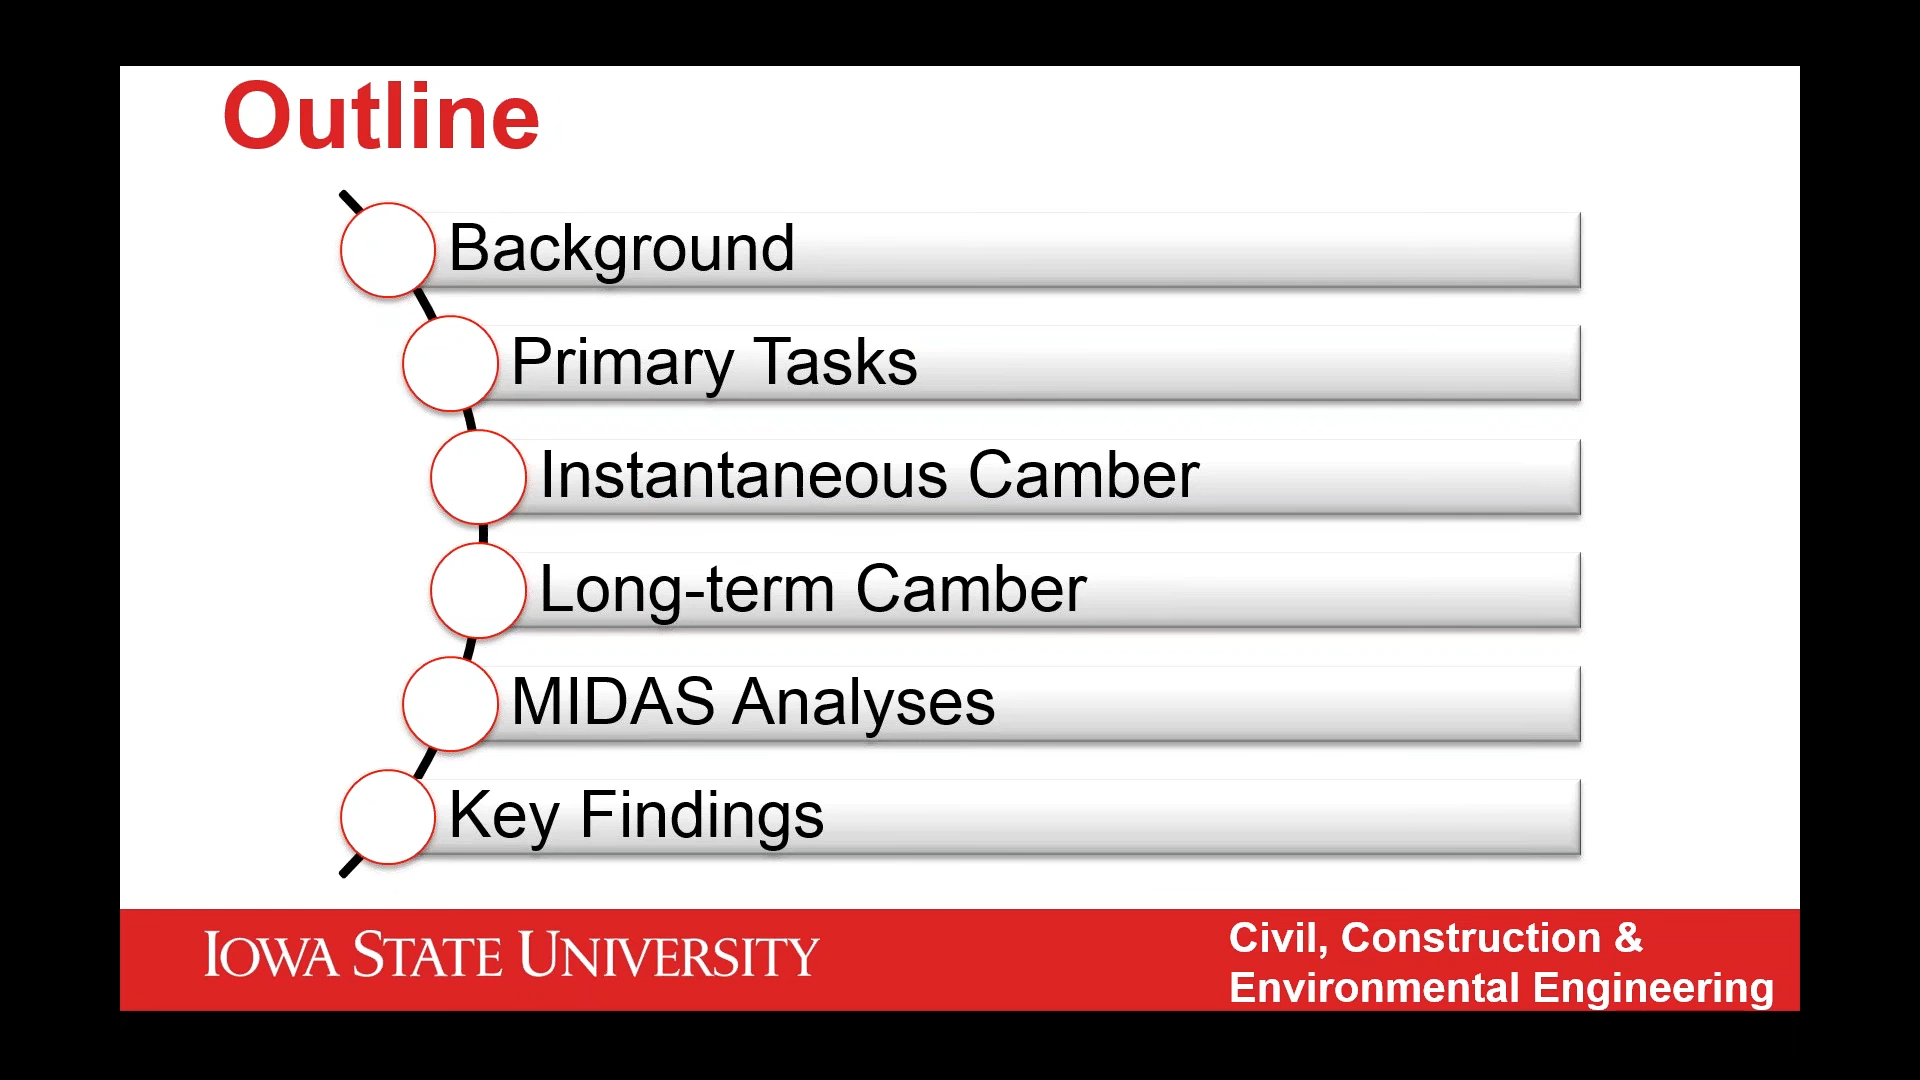 Outline
Background
Primary Tasks
Instantaneous Camber
Long-term Camber
MIDAS Analyses
Key Findings
IOWA STATE UNIVERSITY
Civil, Construction &
Environmental Engineering